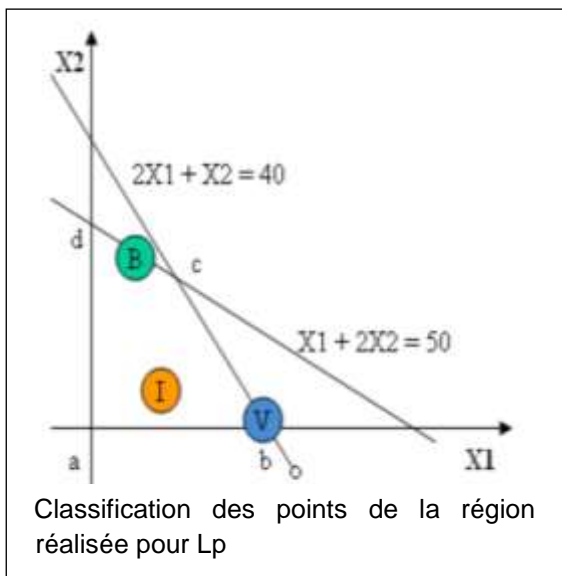 X2
2X1 + X2 = 40
d
B
c
X1 + 2X2 = 50
I
V
a
b
X1
Classification des points de la région
réalisée pour Lp